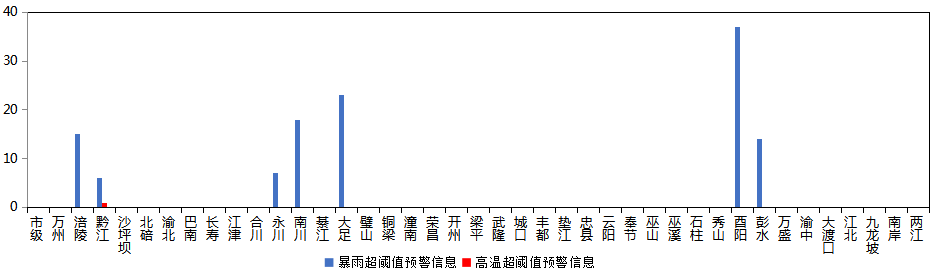 40
30
20
10
0
市级 万州 涪陵 黔江 沙坪坝 北碚 渝北 巴南 长寿 江津 合川 永川 南川 綦江 大足 璧山 铜梁 潼南 荣昌 开州 梁平 武隆 城口 丰都 垫江 忠县 云阳 奉节 巫山 巫溪 石柱 秀山 酉阳 彭水 万盛 渝中 大渡口 江北 九龙坡 南岸 两江
暴雨超阈值预警信息 高温超阈值预警信息